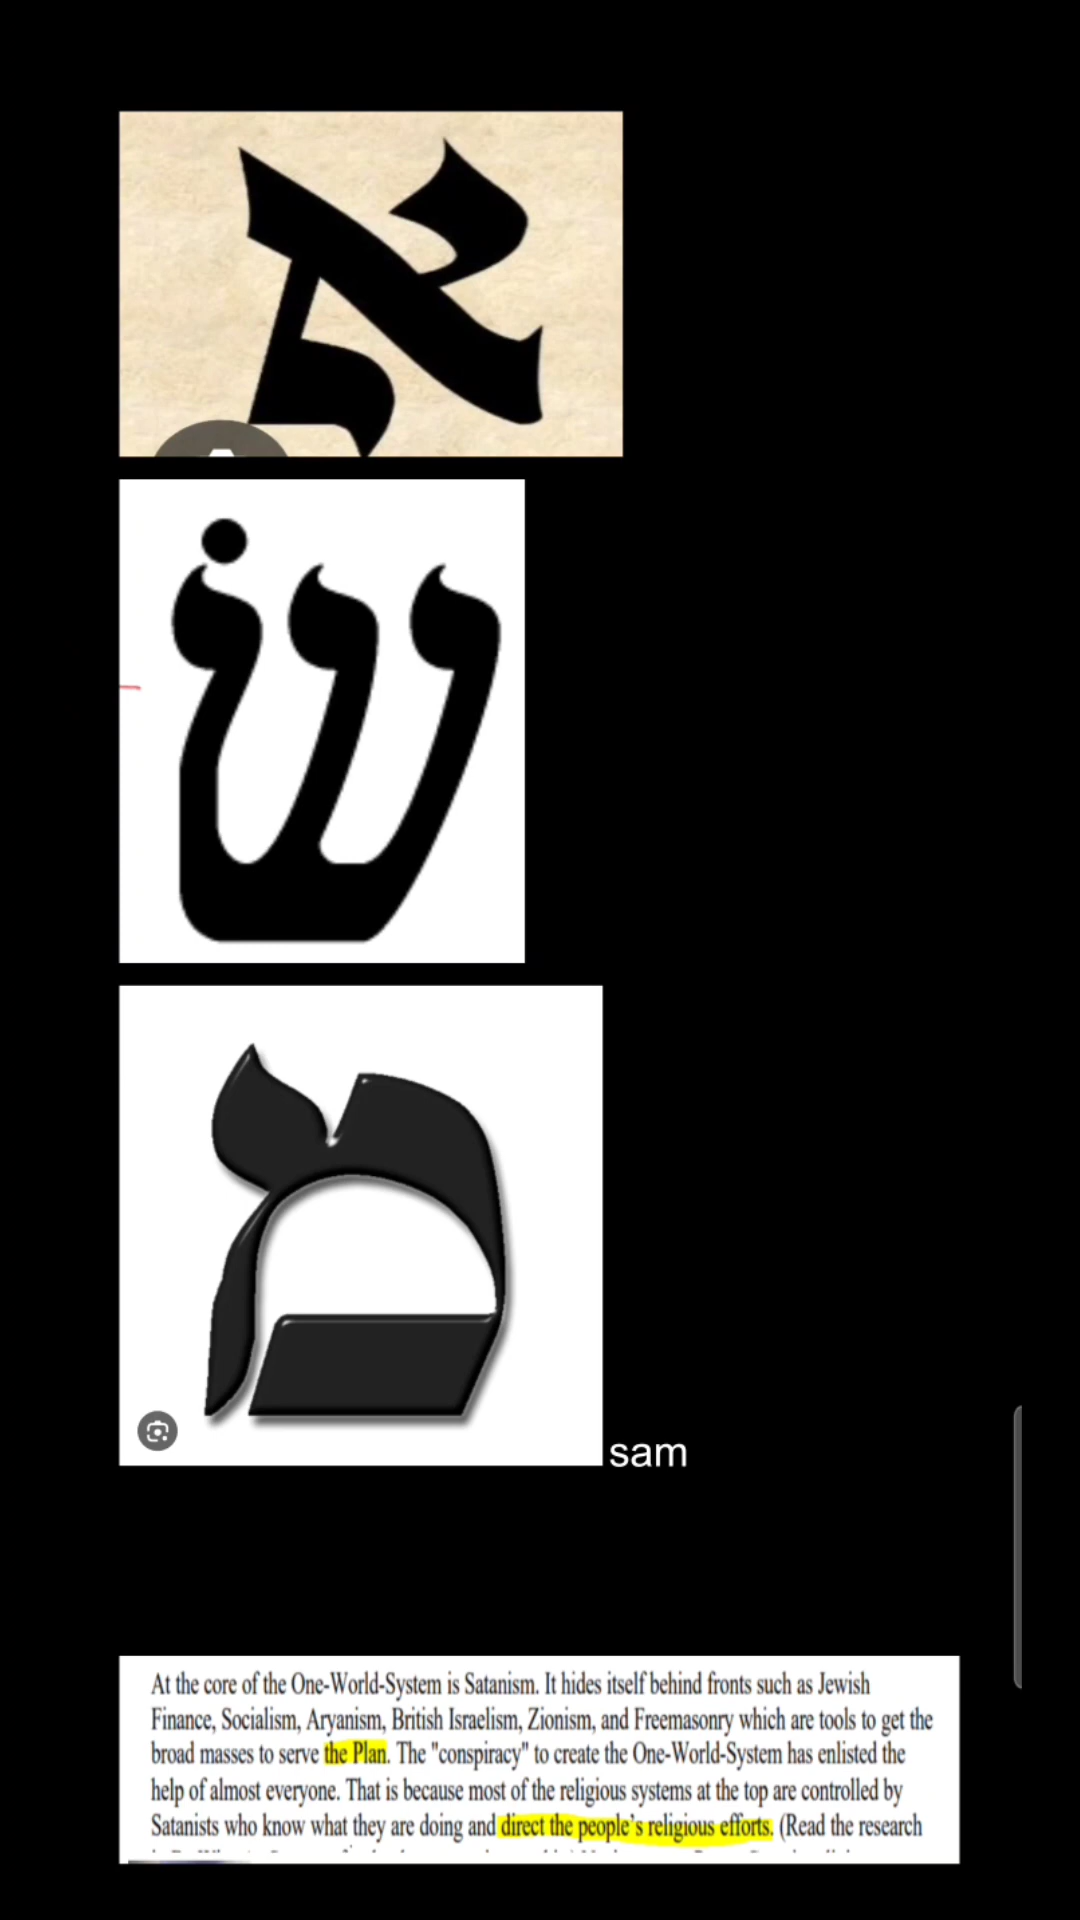 א
שׂ
מ
sam
At the core of the One-World-System is Satanism. It hides itself behind fronts such as Jewish
Finance, Socialism, Aryanism, British Israelism, Zionism, and Freemasonry which are tools to get the
broad masses to serve the Plan. The "conspiracy" to create the One-World-System has enlisted the
help of almost everyone. That is because most of the religious systems at the top are controlled by
Satanists who know what they are doing and direct the people’s religious efforts. (Read the research